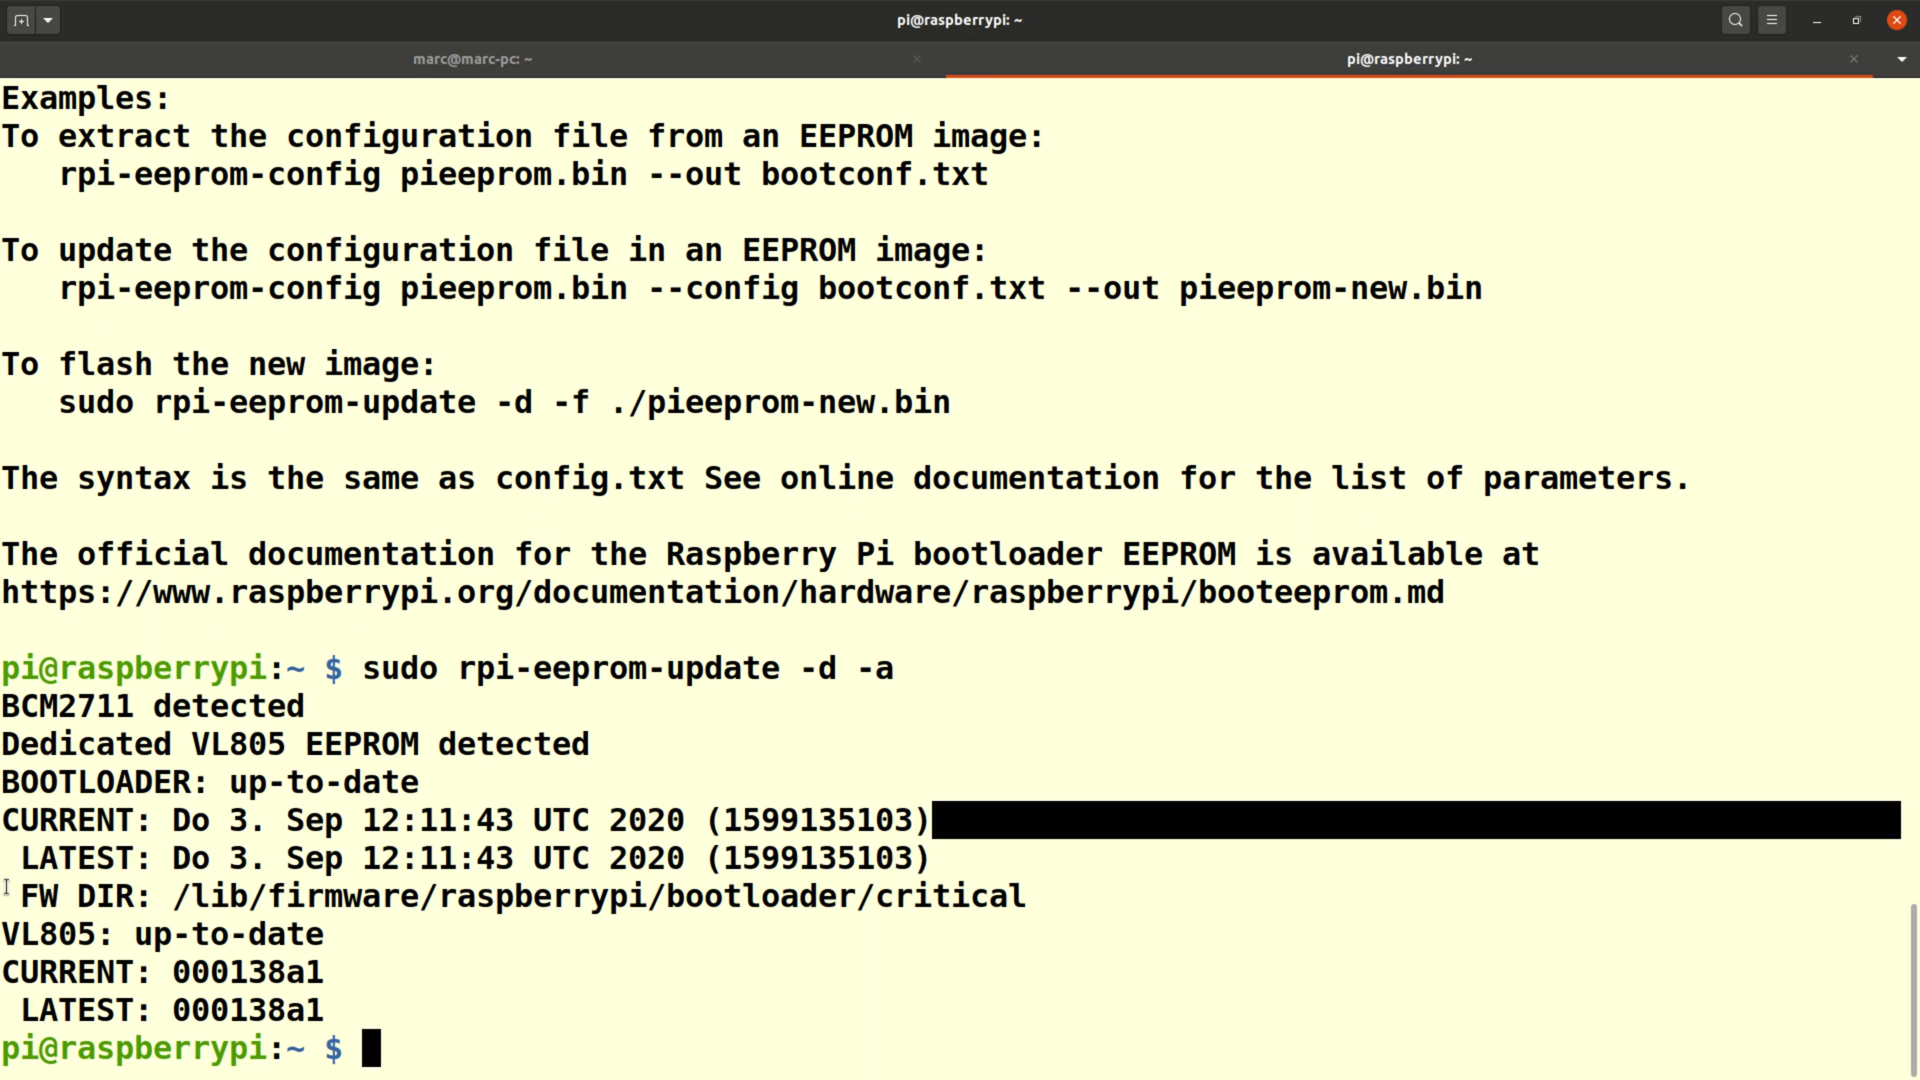 pi@raspberrypi: ~
marc@marc-pc: ~
pi@raspberrypi: ~
Examples:
To extract the configuration file from an EEPROM image:
   rpi-eeprom-config pieeprom.bin --out bootconf.txt
To update the configuration file in an EEPROM image:
   rpi-eeprom-config pieeprom.bin --config bootconf.txt --out pieeprom-new.bin
To flash the new image:
   sudo rpi-eeprom-update -d -f ./pieeprom-new.bin
The syntax is the same as config.txt See online documentation for the list of parameters.
The official documentation for the Raspberry Pi bootloader EEPROM is available at
https://www.raspberrypi.org/documentation/hardware/raspberrypi/booteeprom.md
pi@raspberrypi:~ $ sudo rpi-eeprom-update -d -a
BCM2711 detected
Dedicated VL805 EEPROM detected
BOOTLOADER: up-to-date
CURRENT: Do 3. Sep 12:11:43 UTC 2020 (1599135103)
 LATEST: Do 3. Sep 12:11:43 UTC 2020 (1599135103)
 FW DIR: /lib/firmware/raspberrypi/bootloader/critical
VL805: up-to-date
CURRENT: 000138a1
 LATEST: 000138a1
pi@raspberrypi:~ $